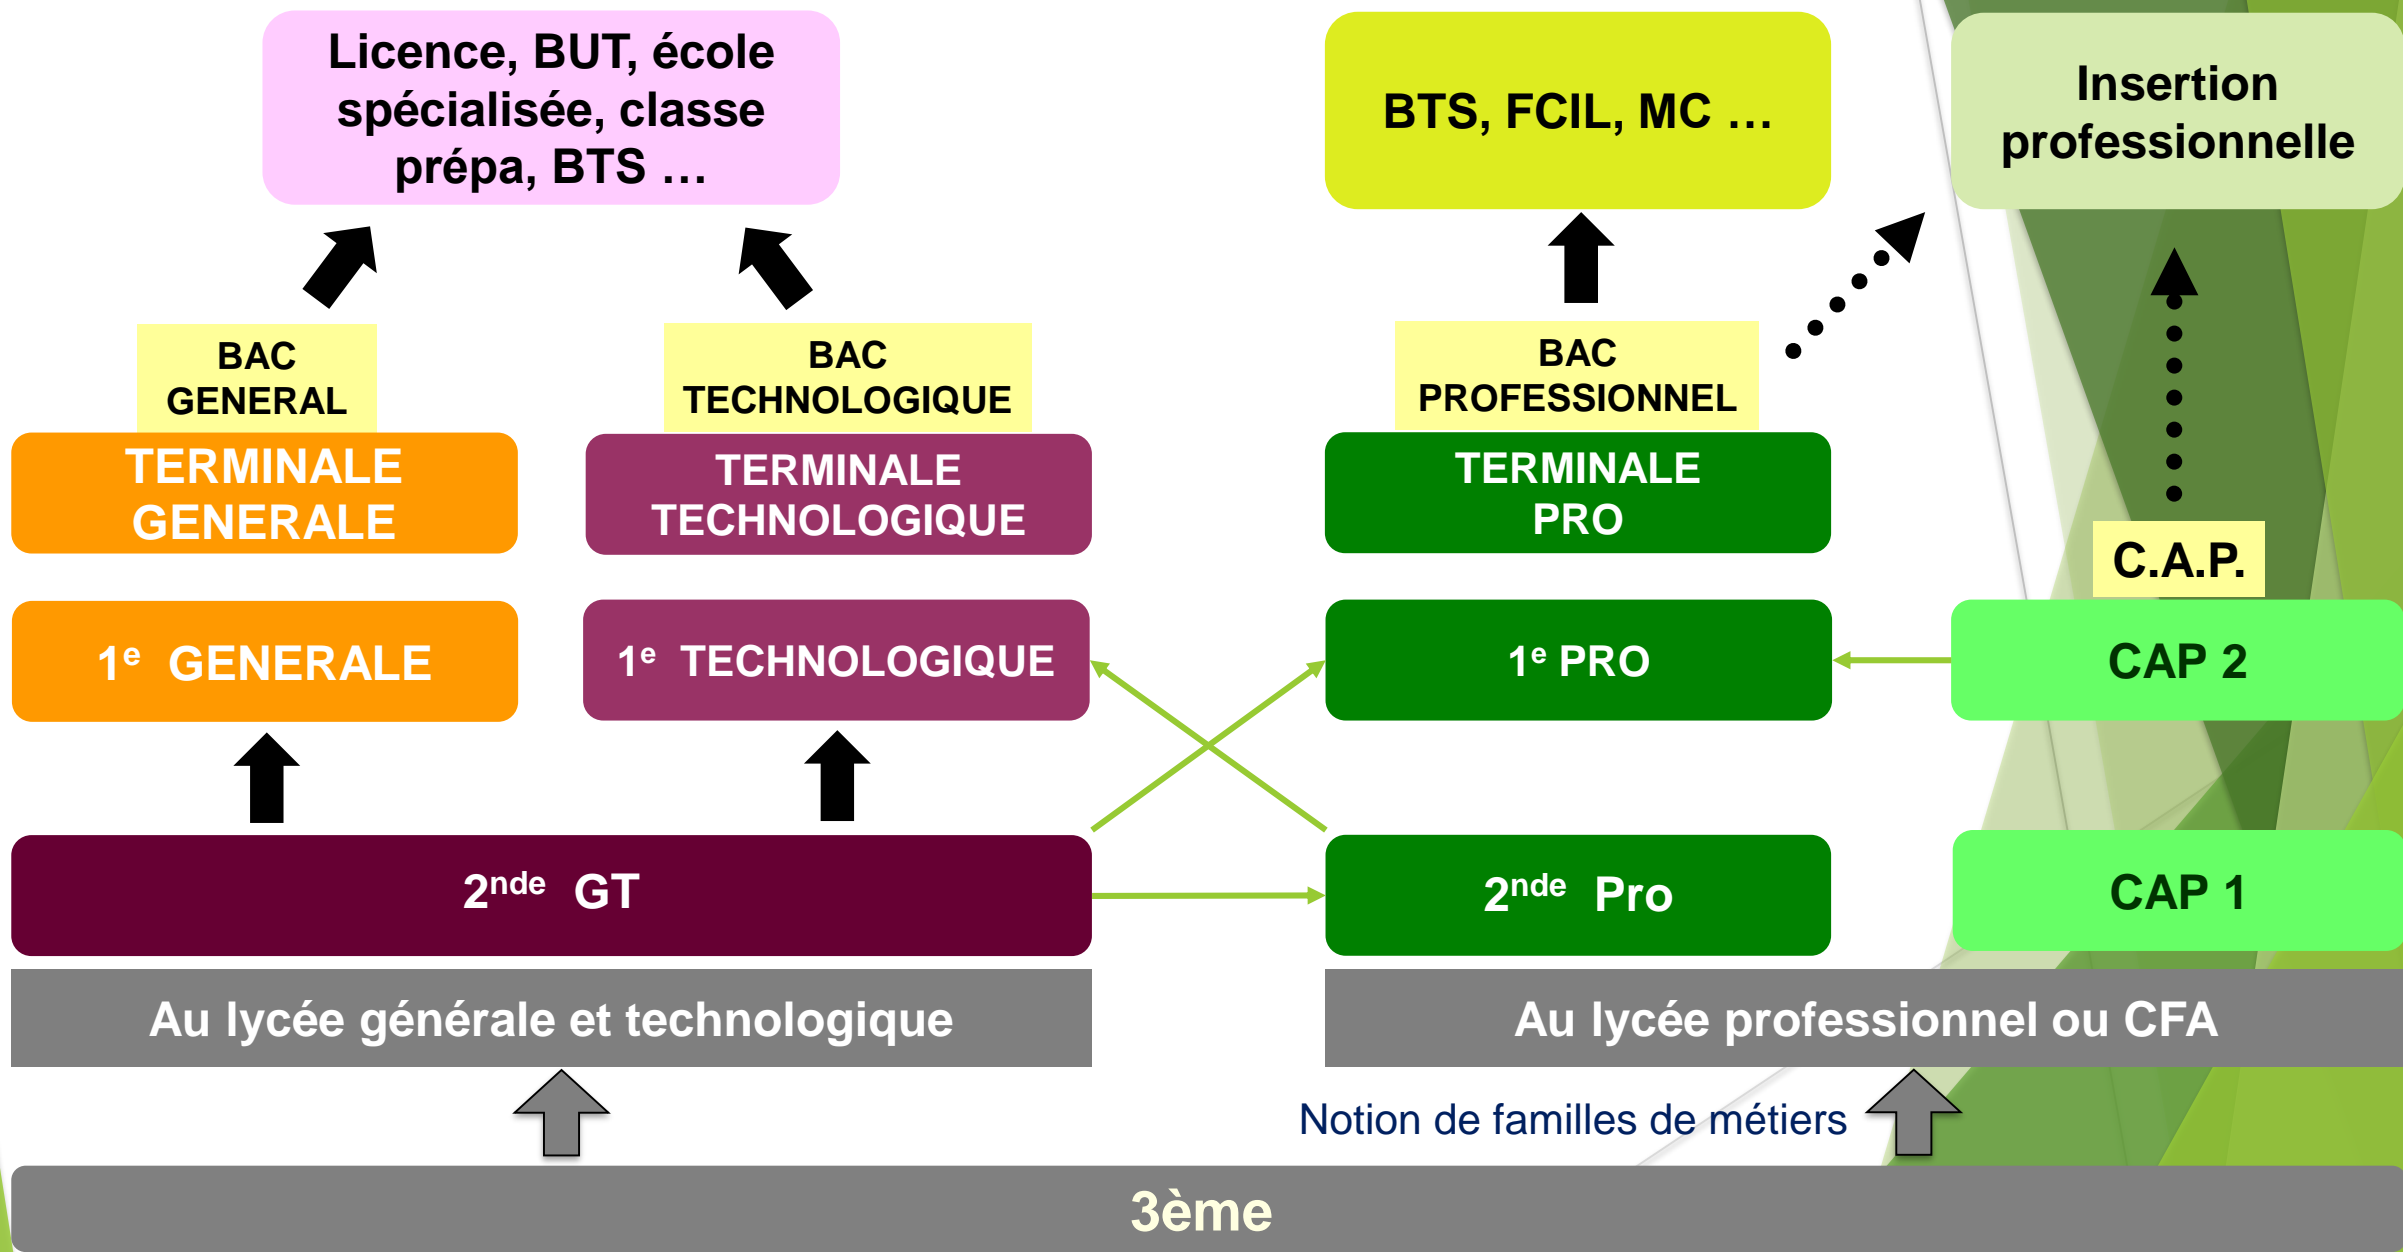 Licence, BUT, école
spécialisée, classe
prépa, BTS …
BTS, FCIL, MC …
Insertion
professionnelle
BAC
GENERAL
BAC
TECHNOLOGIQUE
BAC
PROFESSIONNEL
TERMINALE
GENERALE
TERMINALE
TECHNOLOGIQUE
TERMINALE
PRO
C.A.P.
1e GENERALE
1e TECHNOLOGIQUE
1e PRO
CAP 2
2nde GT
2nde Pro
CAP 1
Au lycée générale et technologique
Au lycée professionnel ou CFA
Notion de familles de métiers
3ème